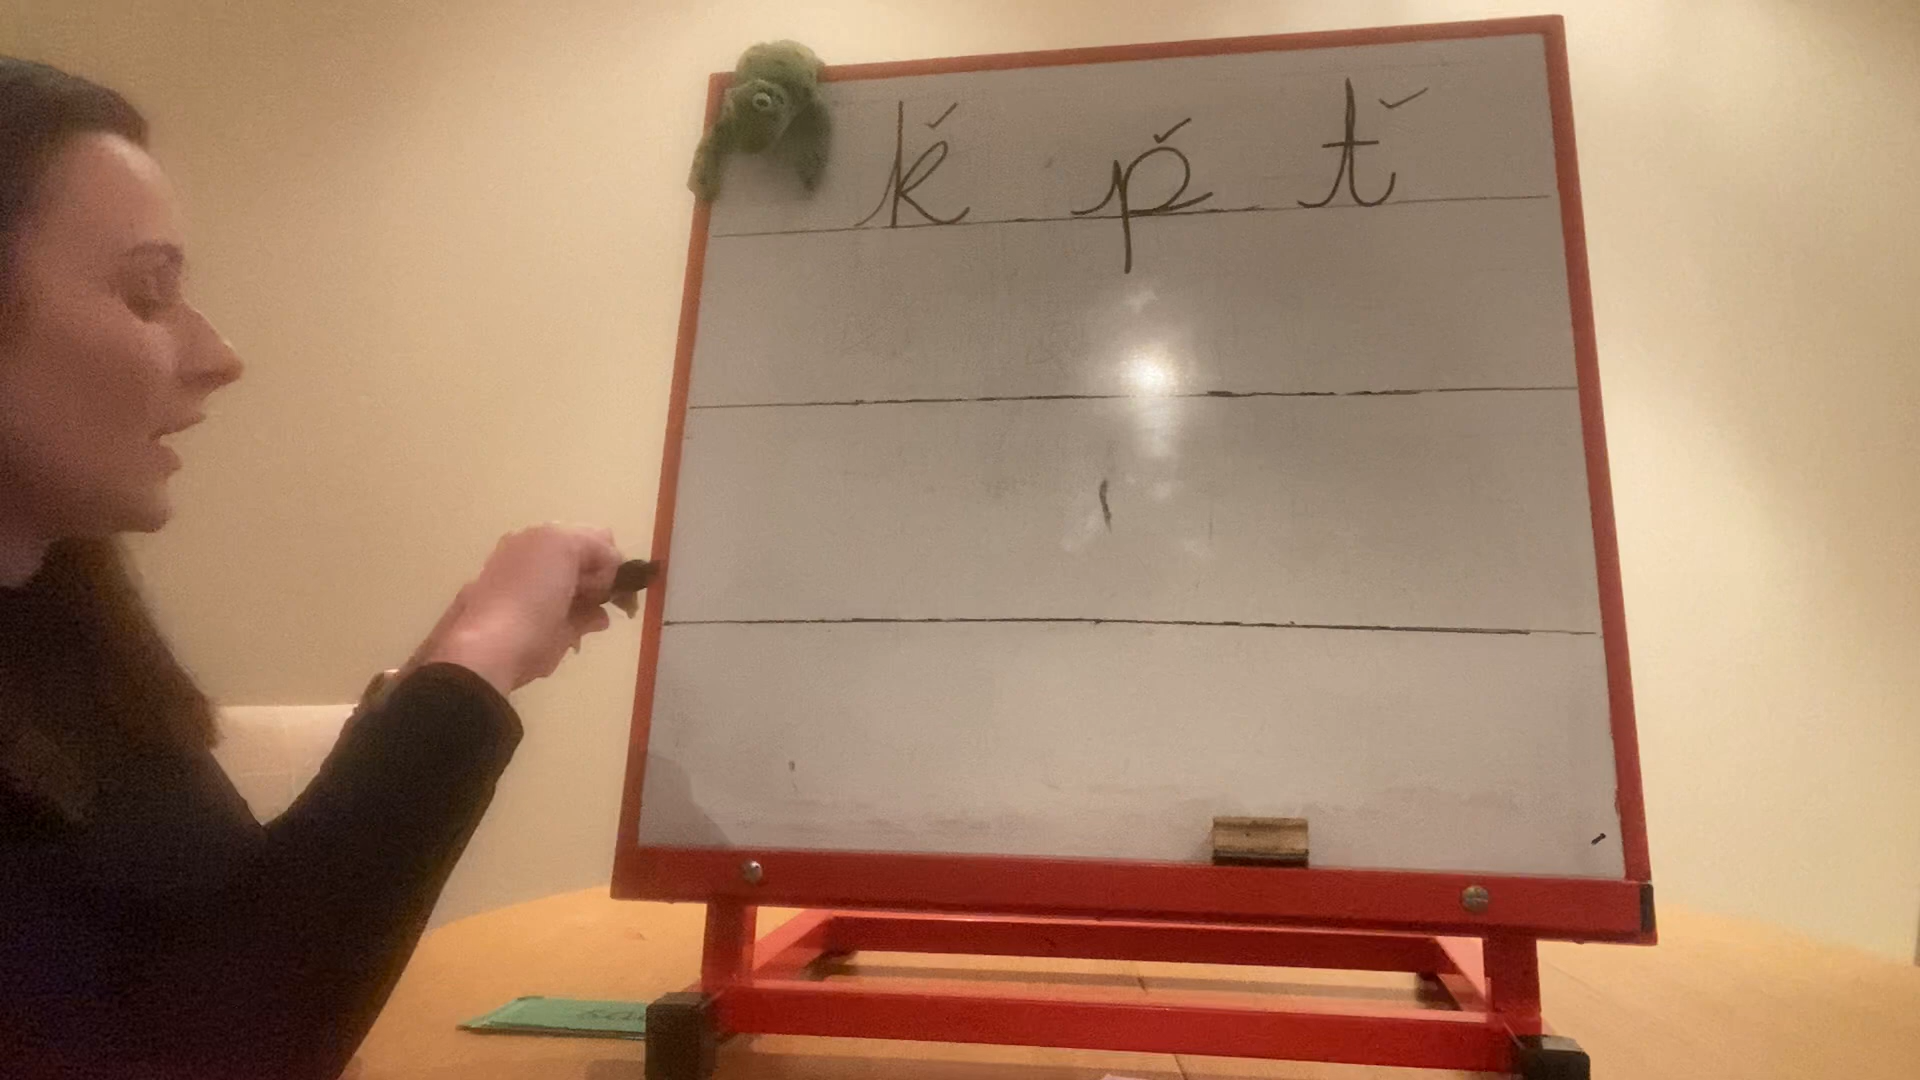 ǩ p̌ ť